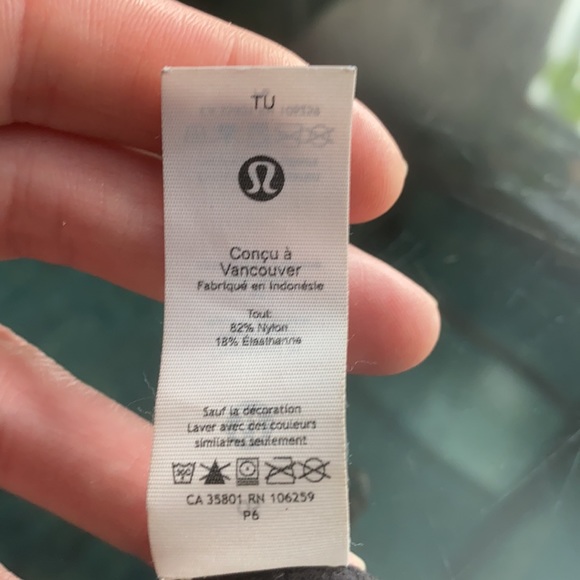 TU
Conçu à
Vancouver
Fabriqué en Indonésie
Tout:
82% Nylon
18% Élasthanne
Sauf la décoration
Laver avec des couleurs
similaires seulement
CA 35801 RN 106259
P6